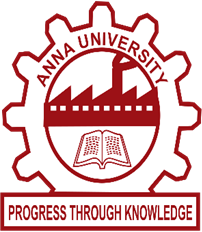 ANNA UNIVERSITY
PROGRESS THROUGH KNOWLEDGE